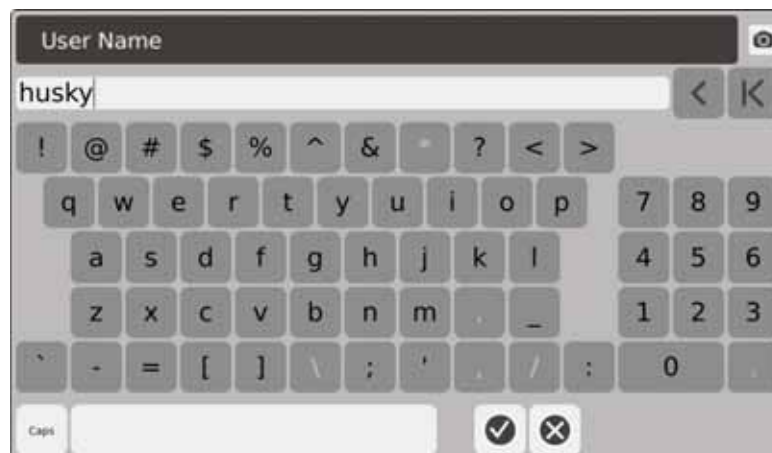 User Name
husky
! @ # $ % ^ & * ? < >
q w e r t y u i o p 7 8 9
a s d f g h j k l 4 5 6
z x c v b n m . _ 1 2 3
` - = [ ] \ ; ' , / : 0 .
Caps